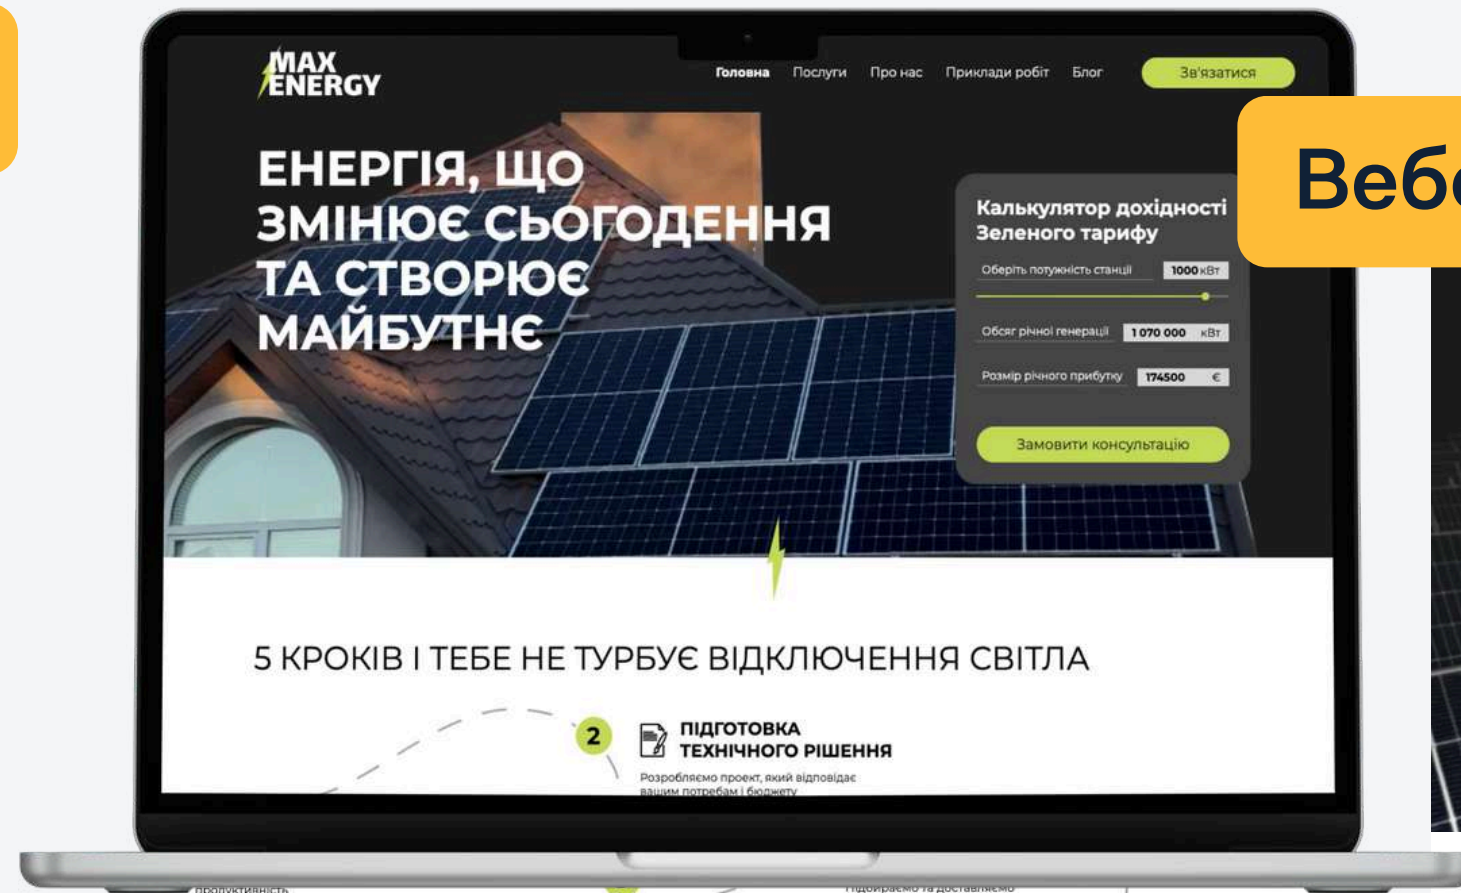 MAX
ENERGY
Головна Послуги Про нас Приклади робіт Блог Зв'язатися
ЕНЕРГІЯ, ЩО
ЗМІНЮЄ СЬОГОДЕННЯ
ТА СТВОРЮЄ
МАЙБУТНЄ
Калькулятор дохідності
Зеленого тарифу
Оберіть потужність станції 1000 кВт
Обсяг річної генерації 1 070 000 кВт
Розмір річного прибутку 174500 €
Замовити консультацію
5 КРОКІВ І ТЕБЕ НЕ ТУРБУЄ ВІДКЛЮЧЕННЯ СВІТЛА
2
ПІДГОТОВКА
ТЕХНІЧНОГО РІШЕННЯ
Розробляємо проект, який відповідає
вашим потребам і бюджету